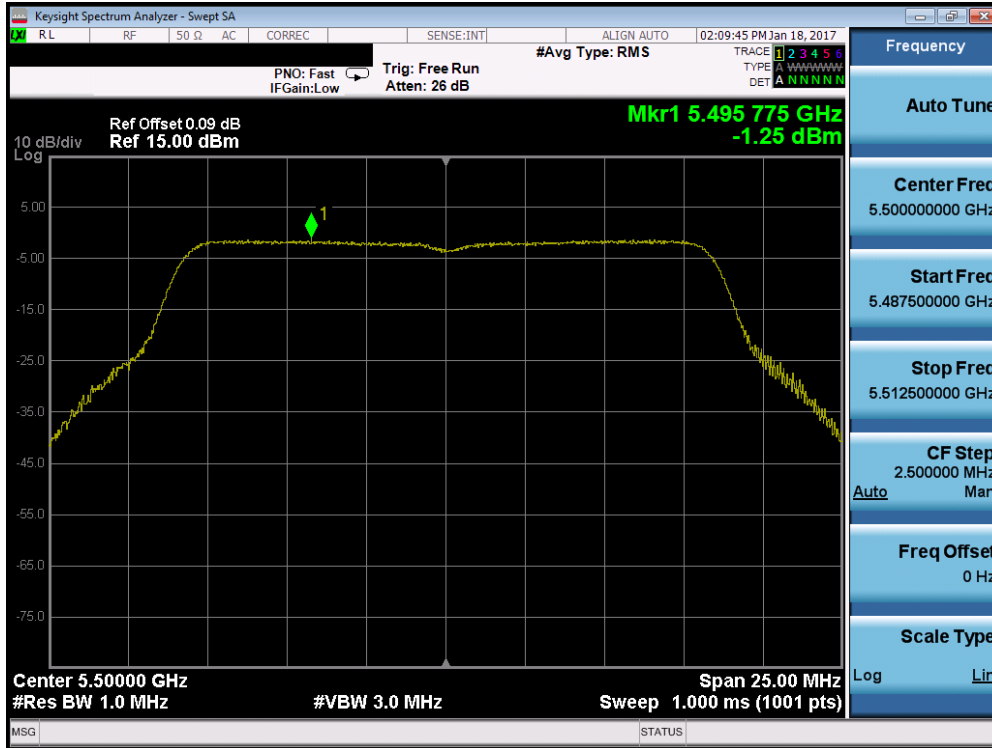 Keysight Spectrum Analyzer - Swept SA
LXI RL RF 50 Ω AC CORREC SENSE:INT ALIGN AUTO 02:09:45 PM Jan 18, 2017
#Avg Type: RMS TRACE 1 2 3 4 5 6
PNO: Fast Trig: Free Run TYPE A WWWWW
IFGain:Low Atten: 26 dB DET A N N N N N
Mkr1 5.495 775 GHz
Ref Offset 0.09 dB
10 dB/div Ref 15.00 dBm -1.25 dBm
Log
1
5.00
-5.00
-15.0
-25.0
-35.0
-45.0
-55.0
-65.0
-75.0
Center 5.50000 GHz Span 25.00 MHz
#Res BW 1.0 MHz #VBW 3.0 MHz Sweep 1.000 ms (1001 pts)
MSG STATUS
Frequency
Auto Tune
Center Freq
5.500000000 GHz
Start Freq
5.487500000 GHz
Stop Freq
5.512500000 GHz
CF Step
2.500000 MHz
Auto Man
Freq Offset
0 Hz
Scale Type
Log Lin